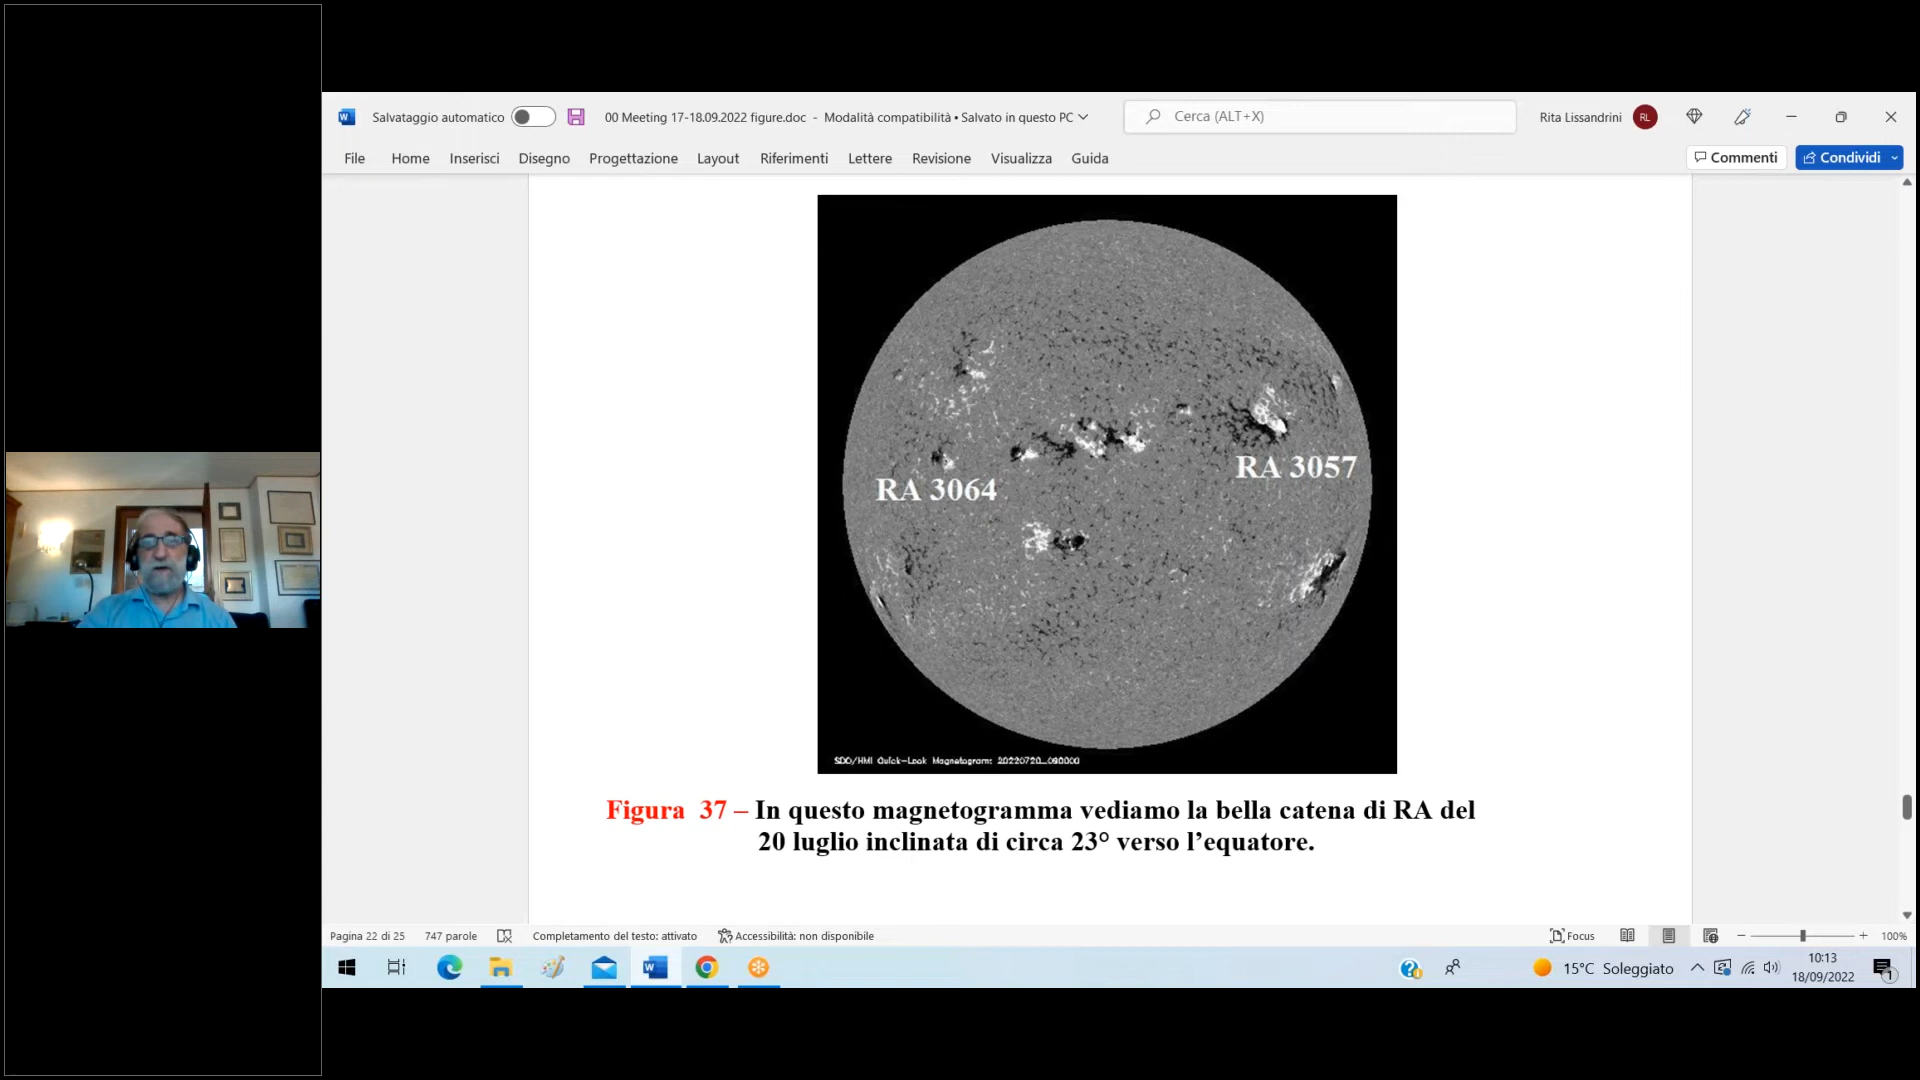 Salvataggio automatico 00 Meeting 17-18.09.2022 figure.doc - Modalità compatibilità • Salvato in questo PC Cerca (ALT+X) Rita Lissandrini RL
File Home Inserisci Disegno Progettazione Layout Riferimenti Lettere Revisione Visualizza Guida Commenti Condividi
RA 3057
RA 3064
SDO/HMI Quick-Look Magnetogram: 20220720_090000
Figura 37 – In questo magnetogramma vediamo la bella catena di RA del
20 luglio inclinata di circa 23° verso l’equatore.
Pagina 22 di 25 747 parole Completamento del testo: attivato Accessibilità: non disponibile Focus 100%
15°C Soleggiato
10:13
18/09/2022
1